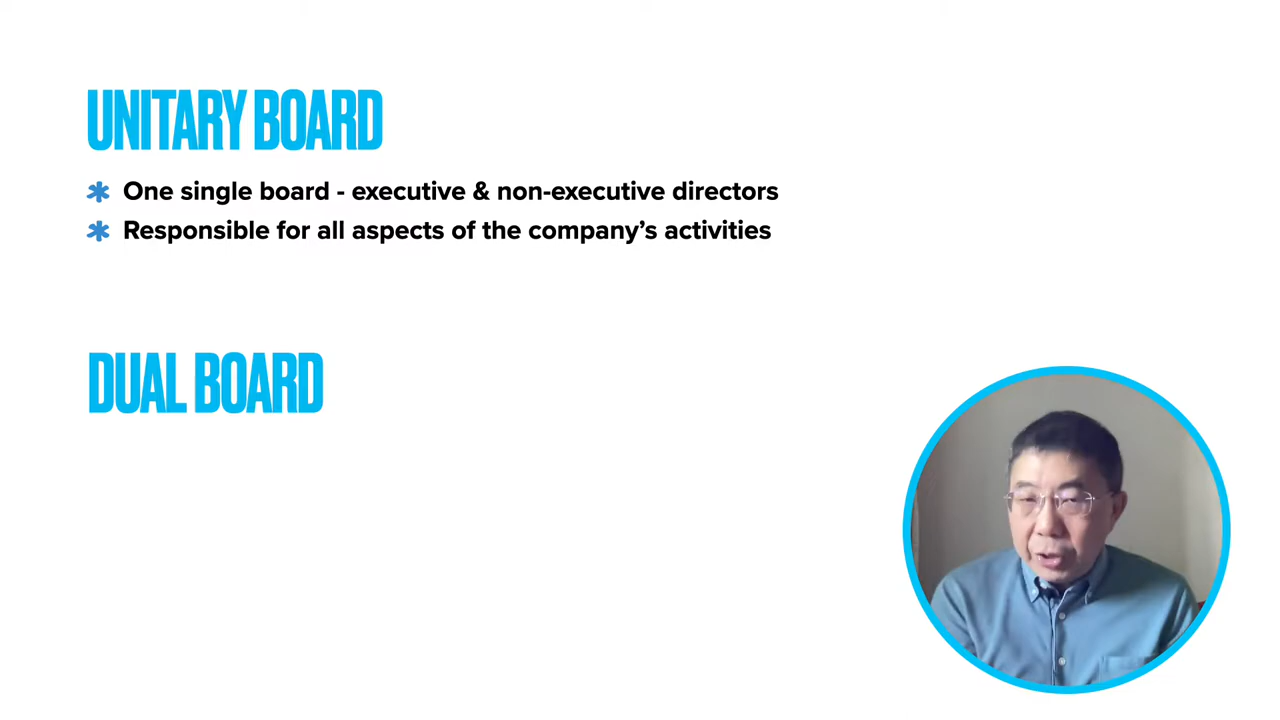 UNITARY BOARD
One single board - executive & non-executive directors
Responsible for all aspects of the company’s activities
DUAL BOARD